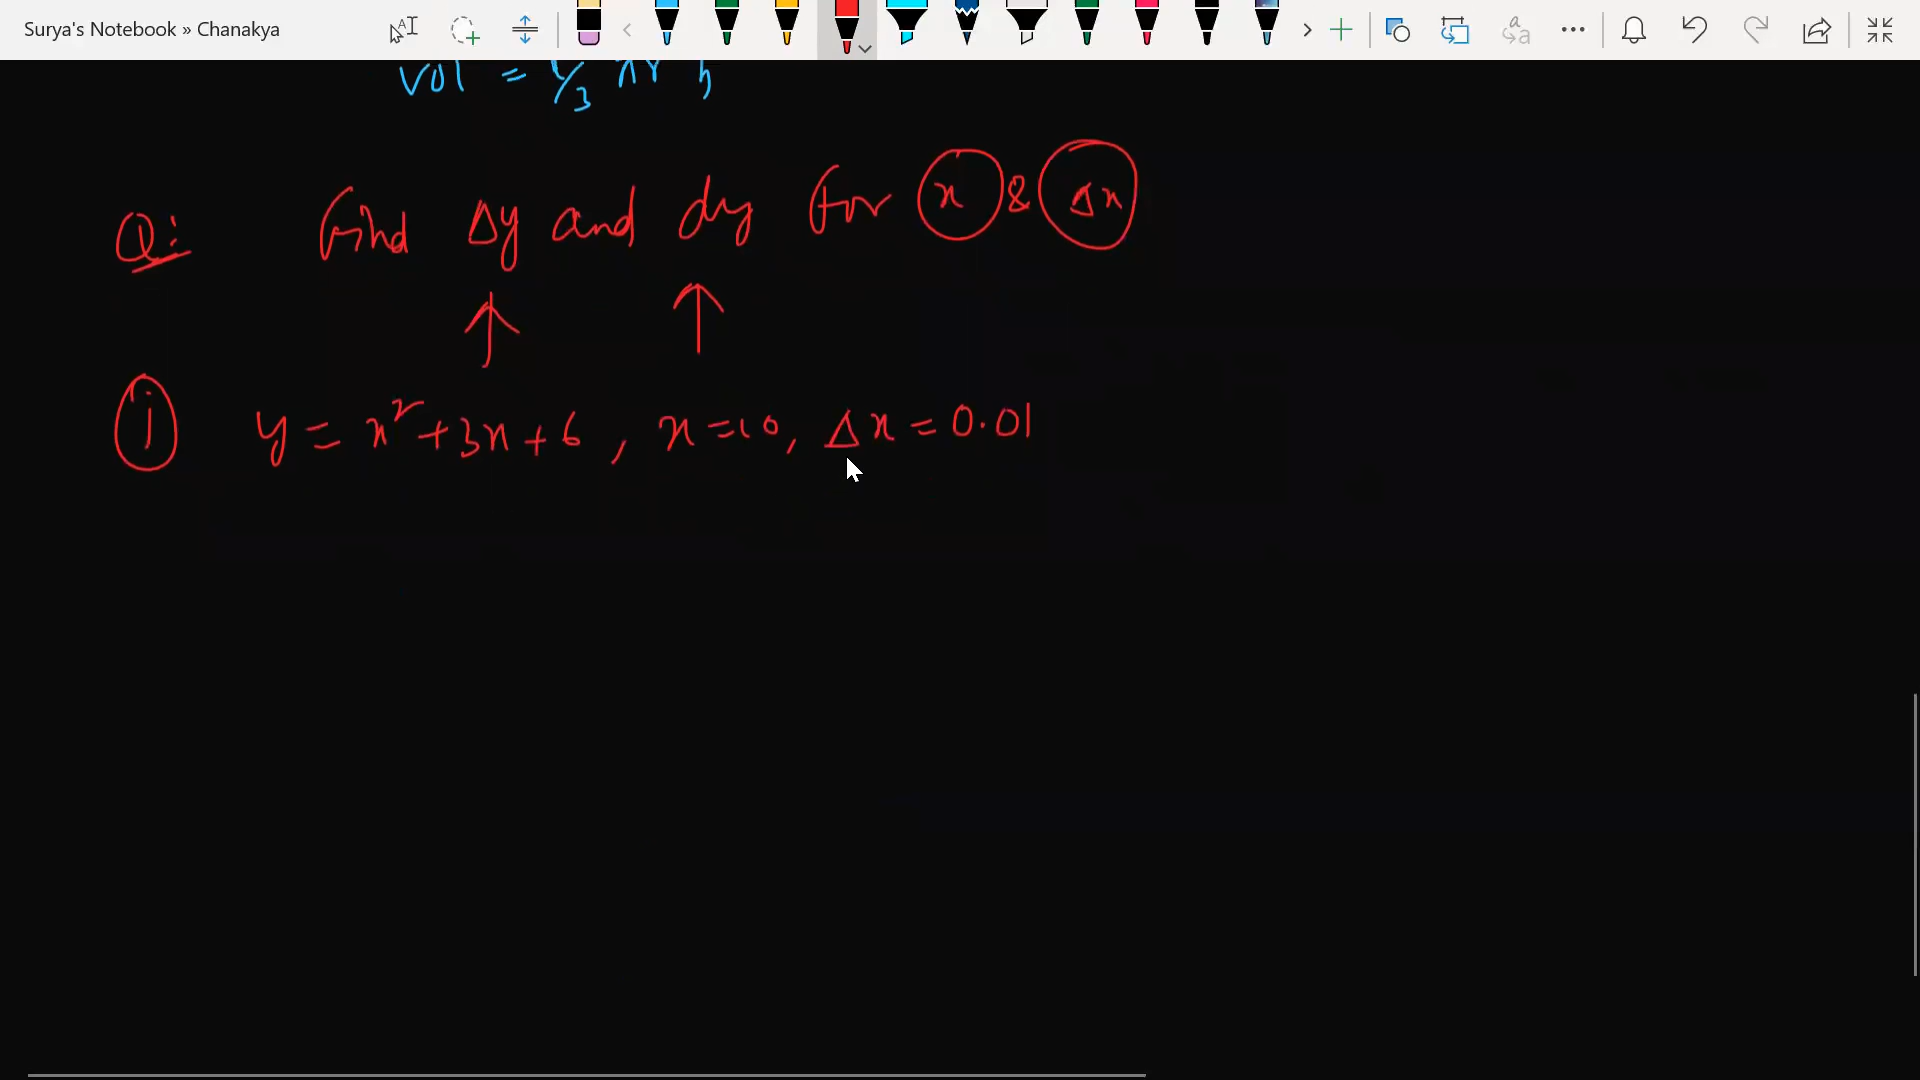 Surya's Notebook » Chanakya
Vol = 1/3 πr h
Q: Find Δy and dy for x & Δx
i y = x² + 3x + 6 , x = 10, Δx = 0.01